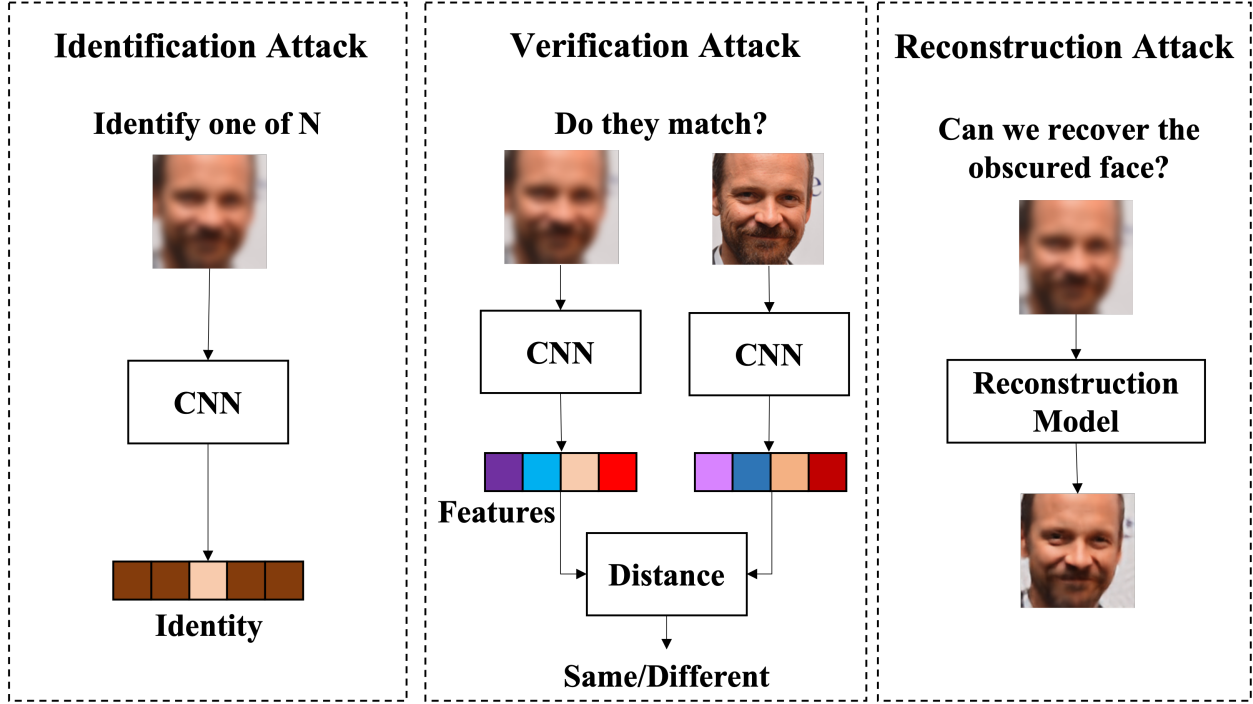 Identification Attack
Identify one of N
CNN
Identity
Verification Attack
Do they match?
CNN
CNN
Features
Distance
Same/Different
Reconstruction Attack
Can we recover the
obscured face?
Reconstruction
Model